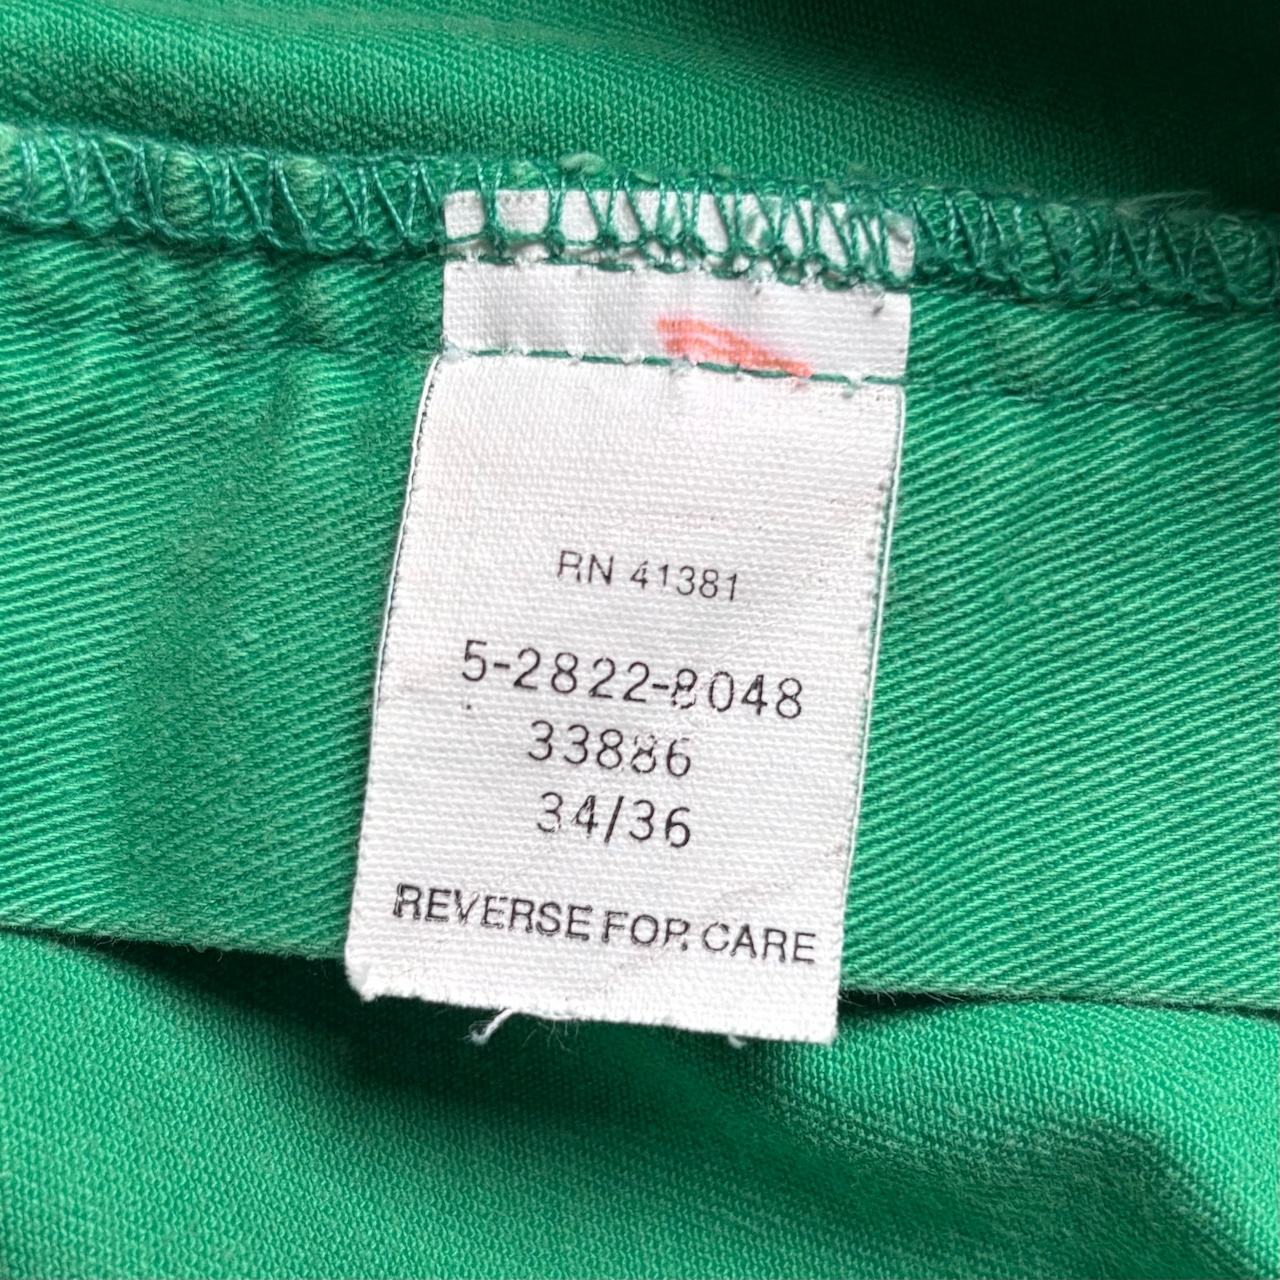 RN 41381
5-2822-8048
33886
34/36
REVERSE FOR CARE